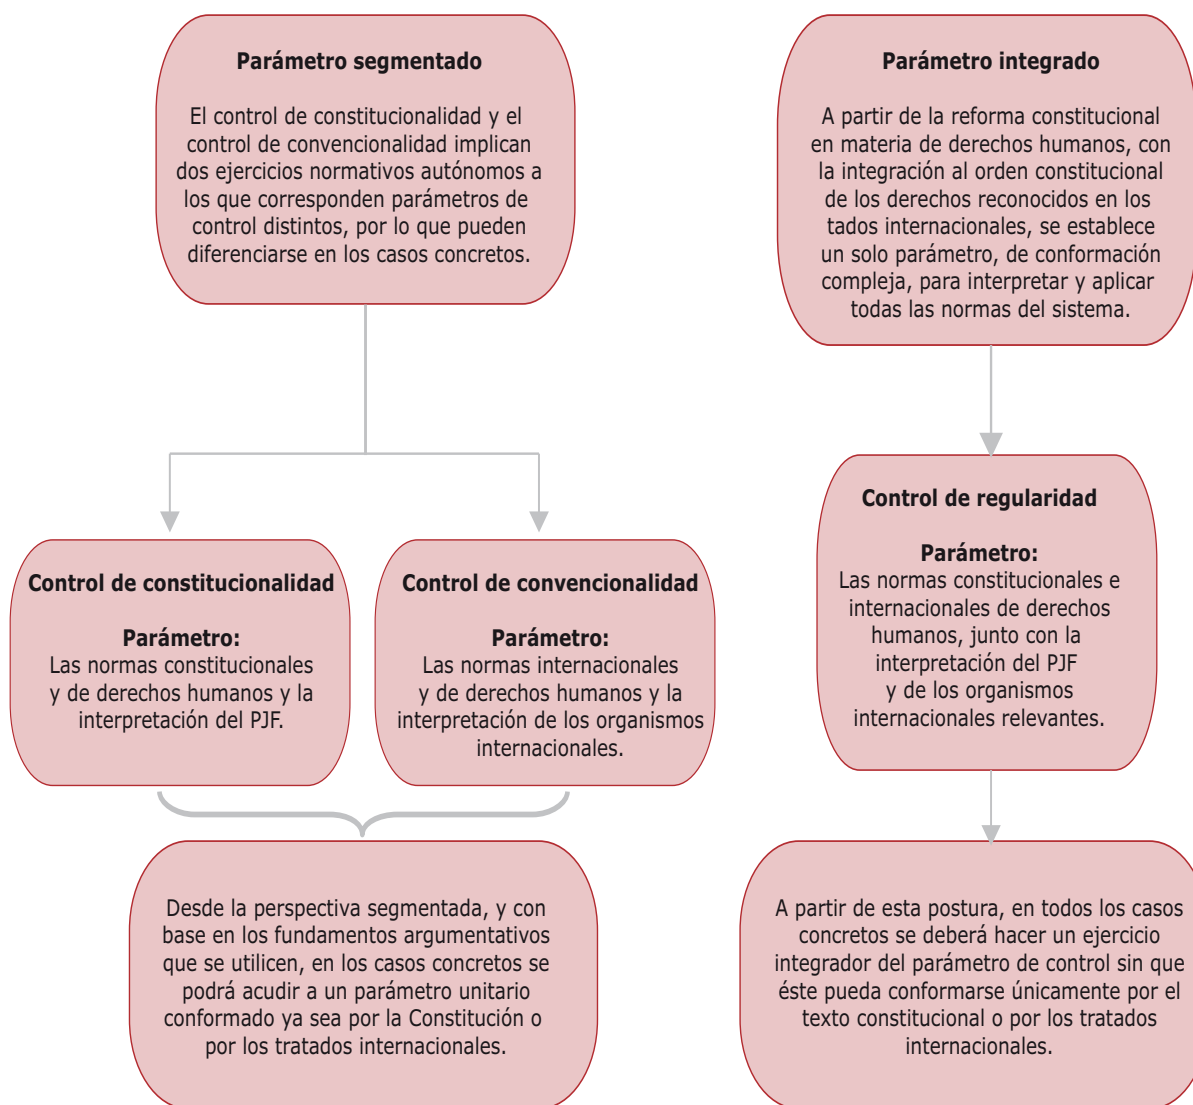 Parámetro segmentado
El control de constitucionalidad y el
control de convencionalidad implican
dos ejercicios normativos autónomos a
los que corresponden parámetros de
control distintos, por lo que pueden
diferenciarse en los casos concretos.
Parámetro integrado
A partir de la reforma constitucional
en materia de derechos humanos, con
la integración al orden constitucional
de los derechos reconocidos en los
tados internacionales, se establece
un solo parámetro, de conformación
compleja, para interpretar y aplicar
todas las normas del sistema.
Control de constitucionalidad
Parámetro:
Las normas constitucionales
y de derechos humanos y la
interpretación del PJF.
Control de convencionalidad
Parámetro:
Las normas internacionales
y de derechos humanos y la
interpretación de los organismos
internacionales.
Control de regularidad
Parámetro:
Las normas constitucionales e
internacionales de derechos
humanos, junto con la
interpretación del PJF
y de los organismos
internacionales relevantes.
Desde la perspectiva segmentada, y con
base en los fundamentos argumentativos
que se utilicen, en los casos concretos se
podrá acudir a un parámetro unitario
conformado ya sea por la Constitución o
por los tratados internacionales.
A partir de esta postura, en todos los casos
concretos se deberá hacer un ejercicio
integrador del parámetro de control sin que
éste pueda conformarse únicamente por el
texto constitucional o por los tratados
internacionales.